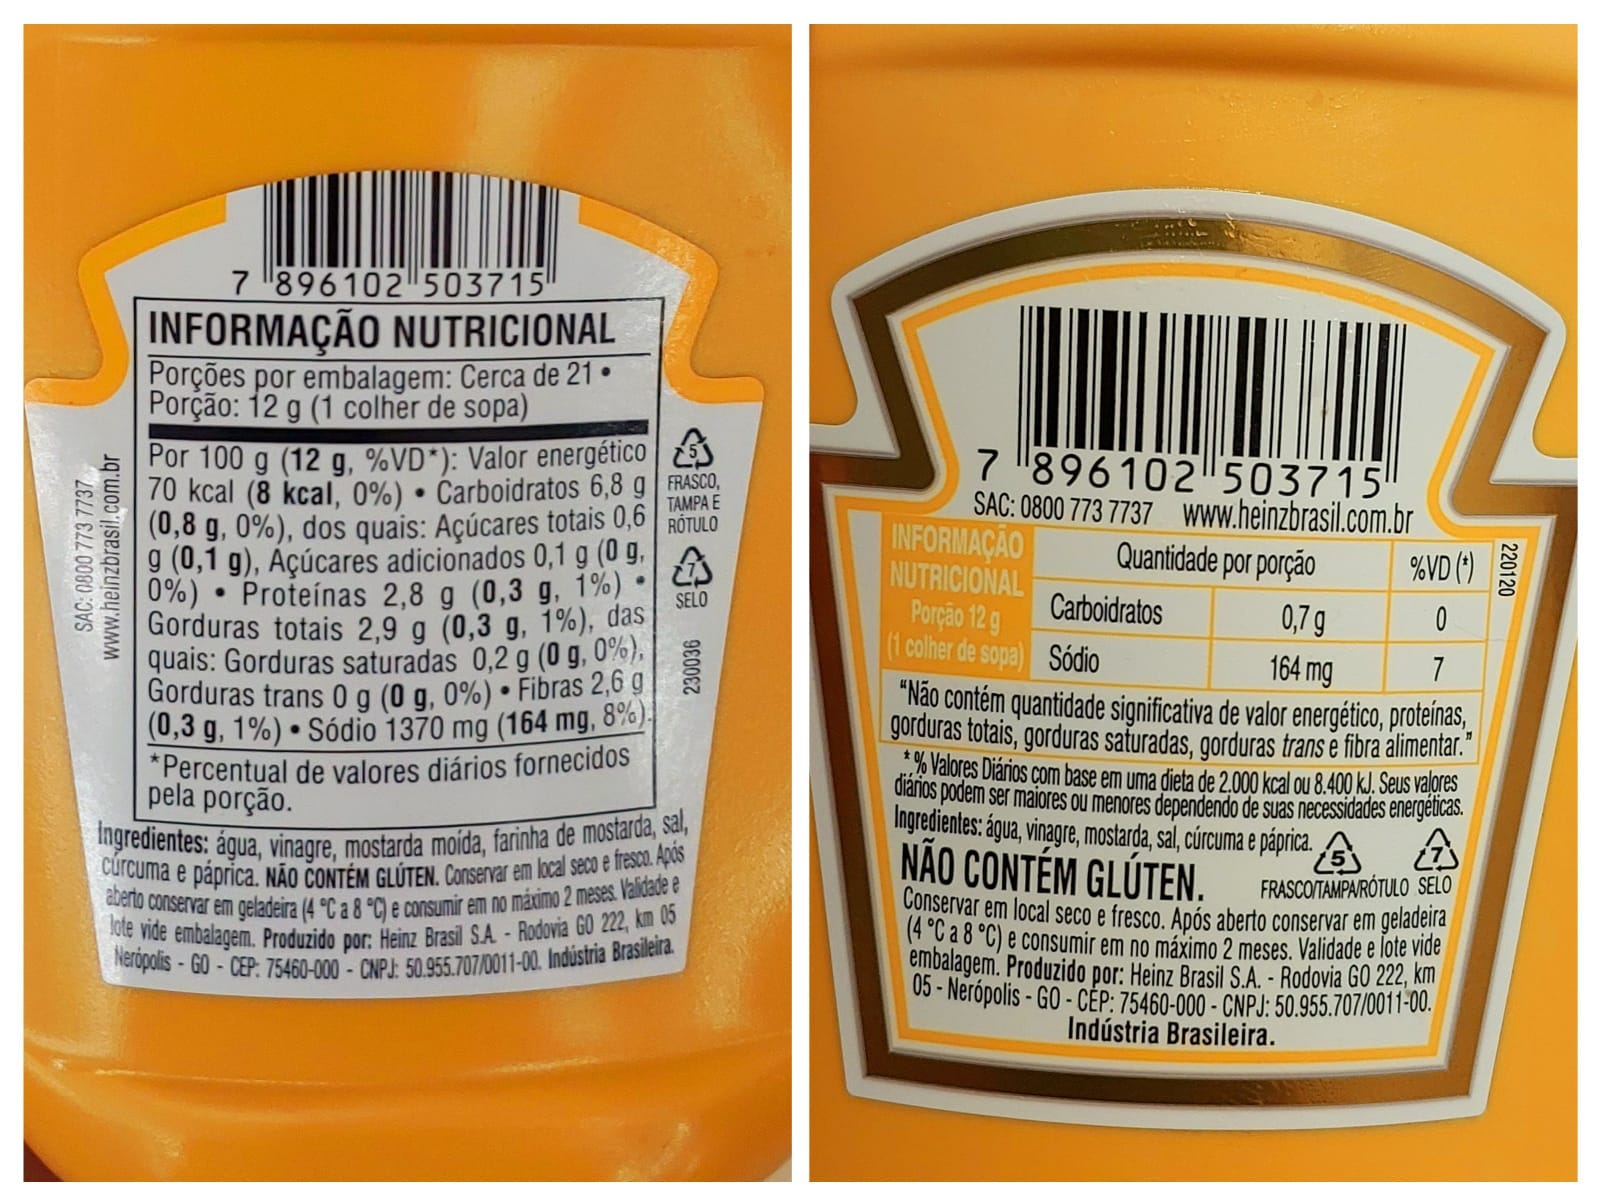 7 896102 503715
INFORMAÇÃO NUTRICIONAL
Porções por embalagem: Cerca de 21 •
Porção: 12 g (1 colher de sopa)
Por 100 g (12 g, %VD*): Valor energético
70 kcal (8 kcal, 0%) • Carboidratos 6,8 g
(0,8 g, 0%), dos quais: Açúcares totais 0,6
g (0,1 g), Açúcares adicionados 0,1 g (0 g,
0%) • Proteínas 2,8 g (0,3 g, 1%) •
Gorduras totais 2,9 g (0,3 g, 1%), das
quais: Gorduras saturadas 0,2 g (0 g, 0%),
Gorduras trans 0 g (0 g, 0%) • Fibras 2,6 g
(0,3 g, 1%) • Sódio 1370 mg (164 mg, 8%).
*Percentual de valores diários fornecidos
pela porção.
SAC: 0800 773 7737
www.heinzbrasil.com.br
5
FRASCO,
TAMPA E
RÓTULO
7
SELO
230036
Ingredientes: água, vinagre, mostarda moída, farinha de mostarda, sal,
cúrcuma e páprica. NÃO CONTÉM GLÚTEN. Conservar em local seco e fresco. Após
aberto conservar em geladeira (4 °C a 8 °C) e consumir em no máximo 2 meses. Validade e
lote vide embalagem. Produzido por: Heinz Brasil S.A. - Rodovia GO 222, km 05
Nerópolis - GO - CEP: 75460-000 - CNPJ: 50.955.707/0011-00. Indústria Brasileira.
7 896102 503715
SAC: 0800 773 7737 www.heinzbrasil.com.br
INFORMAÇÃO
NUTRICIONAL
Porção 12 g
(1 colher de sopa)
Quantidade por porção %VD (*)
Carboidratos 0,7 g 0
Sódio 164 mg 7
220120
"Não contém quantidade significativa de valor energético, proteínas,
gorduras totais, gorduras saturadas, gorduras trans e fibra alimentar."
* % Valores Diários com base em uma dieta de 2.000 kcal ou 8.400 kJ. Seus valores
diários podem ser maiores ou menores dependendo de suas necessidades energéticas.
Ingredientes: água, vinagre, mostarda, sal, cúrcuma e páprica.
NÃO CONTÉM GLÚTEN.
5 7
FRASCO/TAMPA/RÓTULO SELO
Conservar em local seco e fresco. Após aberto conservar em geladeira
(4 °C a 8 °C) e consumir em no máximo 2 meses. Validade e lote vide
embalagem. Produzido por: Heinz Brasil S.A. - Rodovia GO 222, km
05 - Nerópolis - GO - CEP: 75460-000 - CNPJ: 50.955.707/0011-00.
Indústria Brasileira.